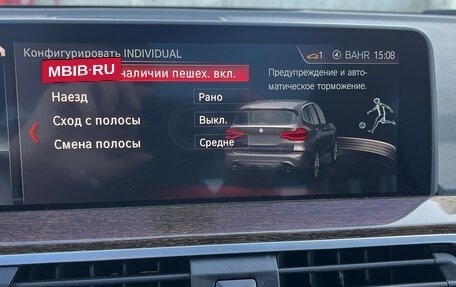 Конфигурировать INDIVIDUAL
1 4 BAHR 15:08
MBIB.RU
наличии пешех. вкл.
Наезд Рано
Сход с полосы Выкл.
Смена полосы Средне
Предупреждение и авто-
матическое торможение.